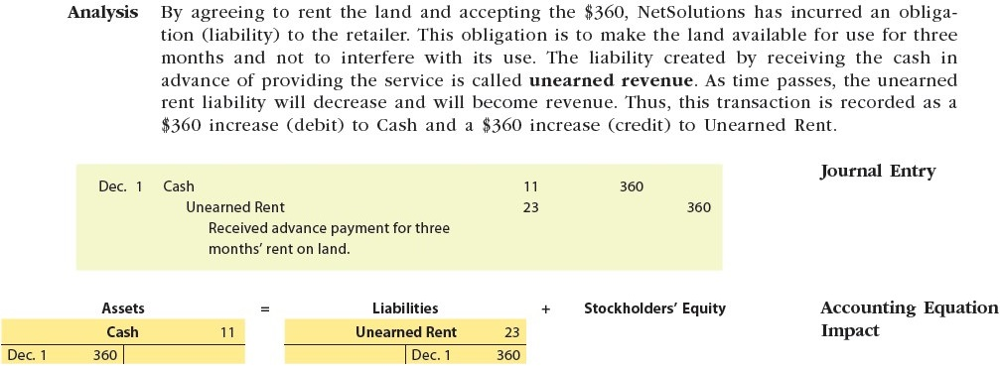 Analysis By agreeing to rent the land and accepting the $360, NetSolutions has incurred an obliga-
tion (liability) to the retailer. This obligation is to make the land available for use for three
months and not to interfere with its use. The liability created by receiving the cash in
advance of providing the service is called unearned revenue. As time passes, the unearned
rent liability will decrease and will become revenue. Thus, this transaction is recorded as a
$360 increase (debit) to Cash and a $360 increase (credit) to Unearned Rent.
Journal Entry
Dec. 1 Cash 11 360
Unearned Rent 23 360
Received advance payment for three
months' rent on land.
Assets = Liabilities + Stockholders' Equity Accounting Equation
Cash 11 Unearned Rent 23 Impact
Dec. 1 360 Dec. 1 360